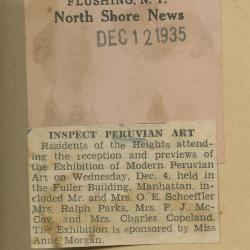 FLUSHING, N. Y.
North Shore News
DEC 12 1935
INSPECT PERUVIAN ART
Residents of the Heights attend-
ing the reception and previews of
the Exhibition of Modern Peruvian
Art on Wednesday, Dec. 4, held in
the Fuller Building, Manhattan, in-
cluded Mr. and Mrs. O. E. Schoeffler
Mrs. Ralph Parks, Mrs. F. J. Mc-
Coy, and Mrs. Charles Copeland.
The Exhibition is sponsored by Miss
Anne Morgan.